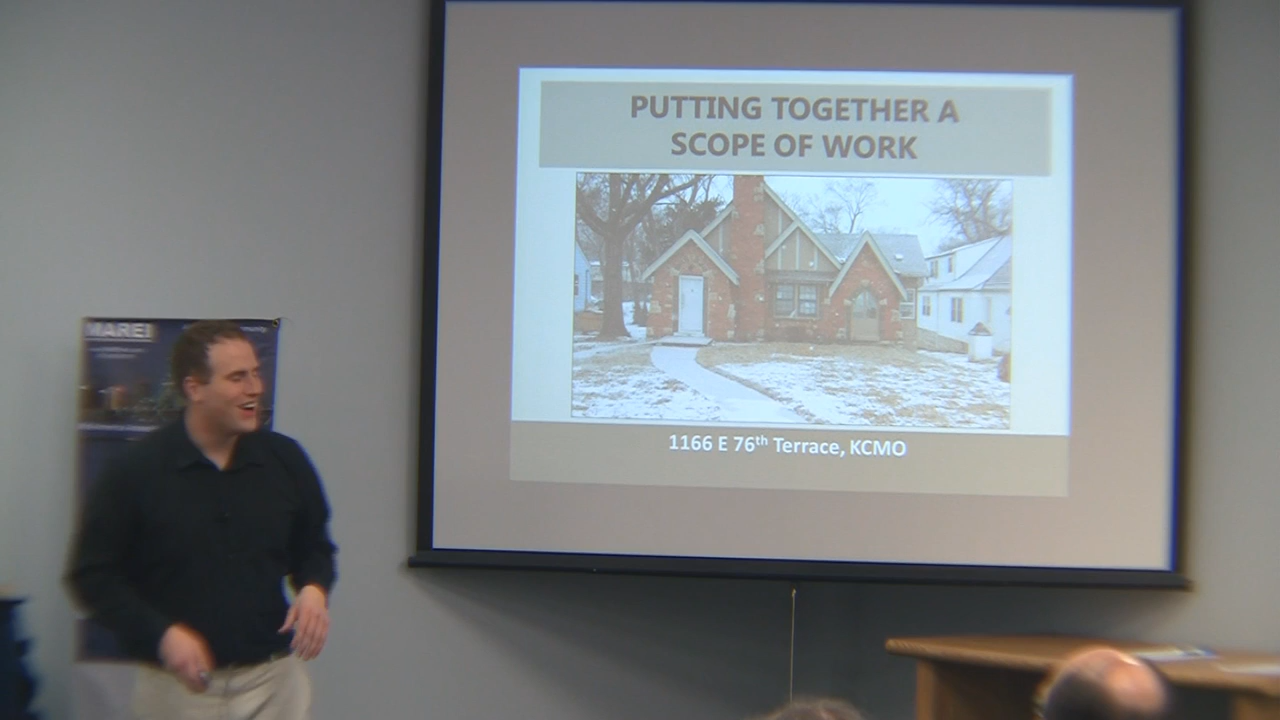 PUTTING TOGETHER A
SCOPE OF WORK
1166 E 76th Terrace, KCMO
MAREI